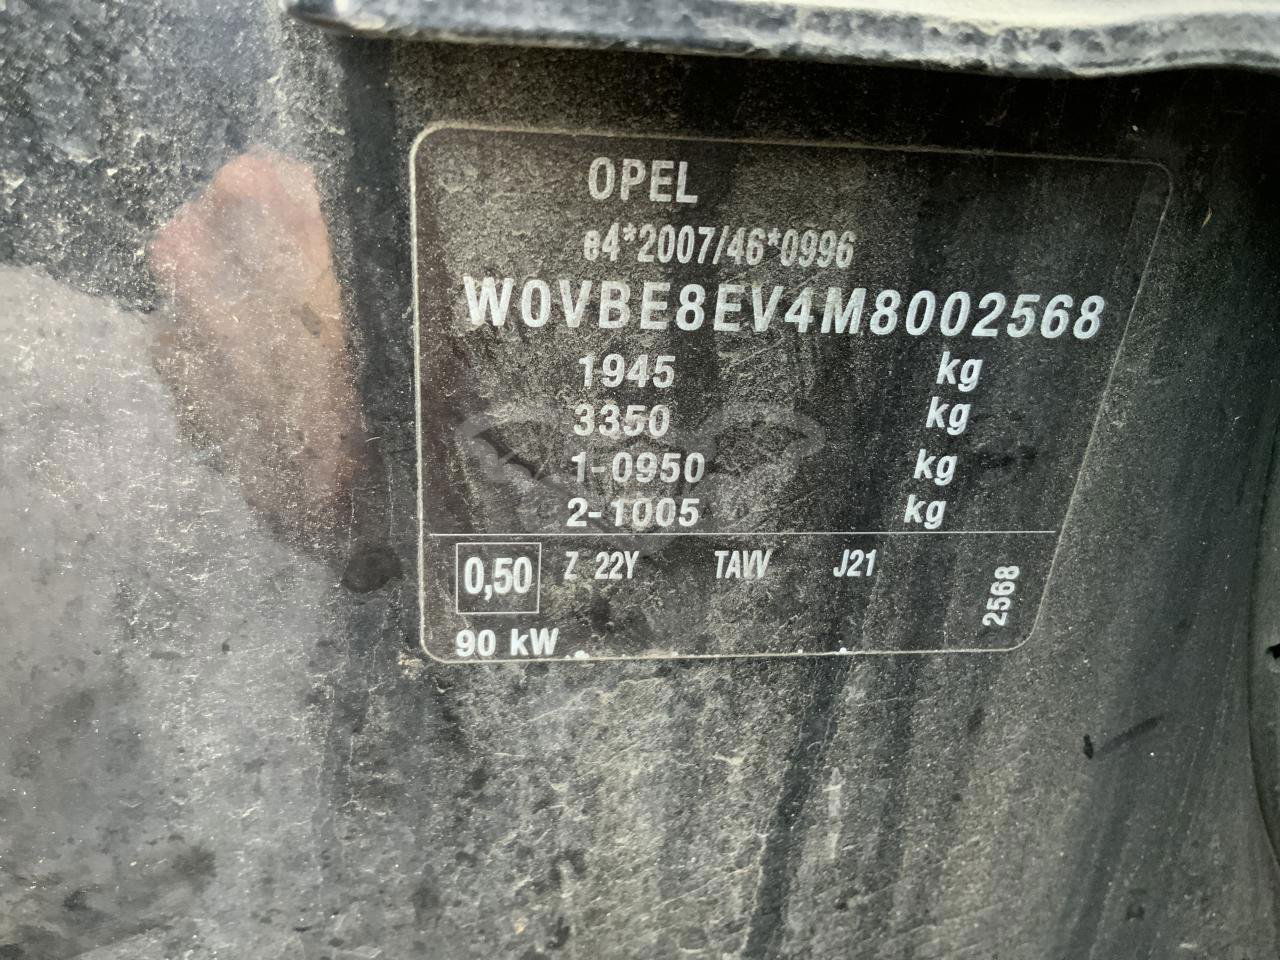 OPEL
e4*2007/46*0996
W0VBE8EV4M8002568
1945 kg
3350 kg
1-0950 kg
2-1005 kg
0,50 Z 22Y TAVV J21
2568
90 kW